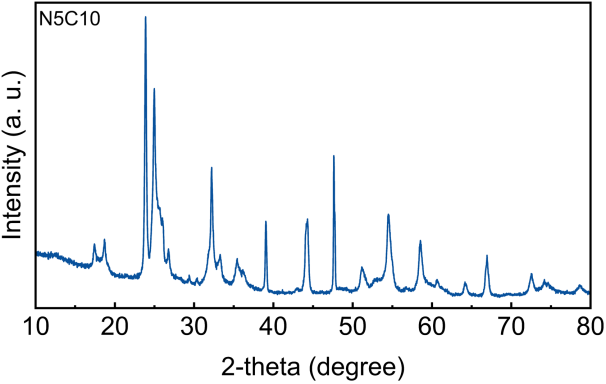 N5C10
Intensity (a. u.)
10 20 30 40 50 60 70 80
2-theta (degree)